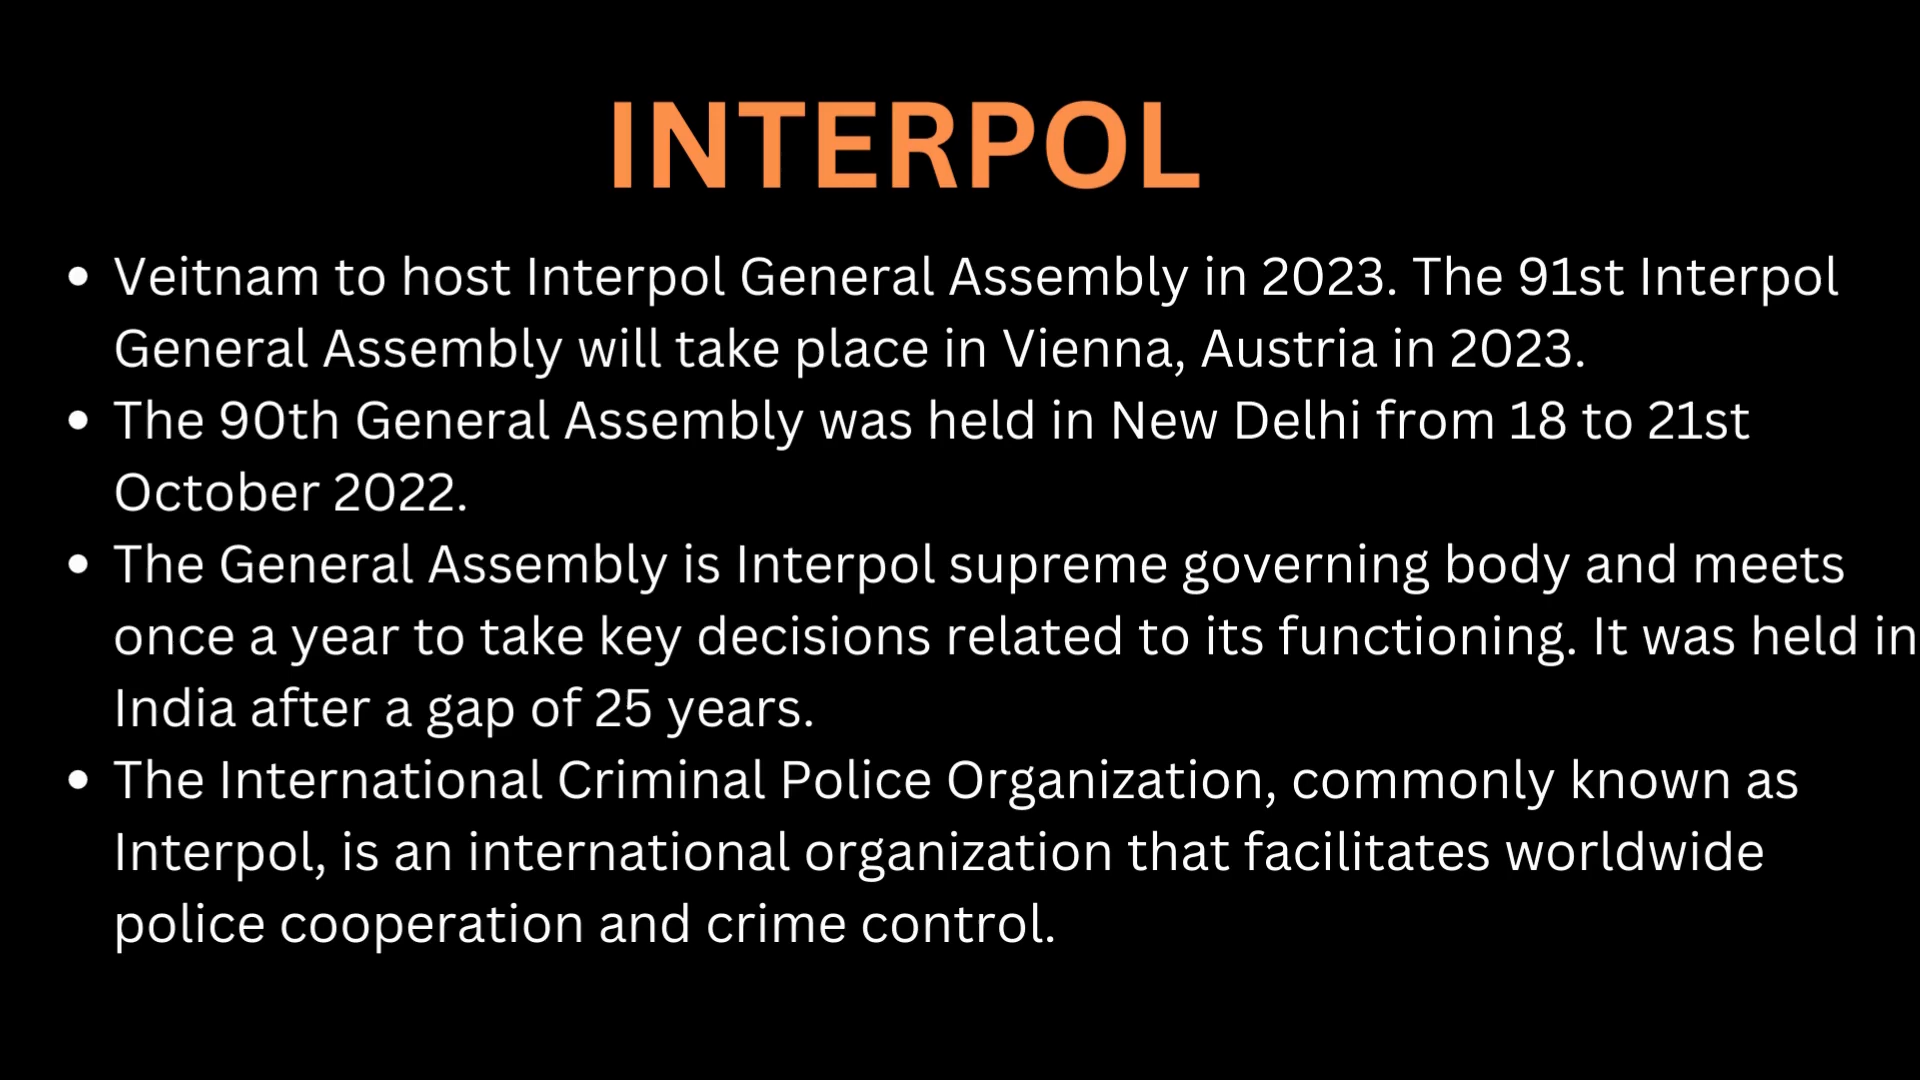 INTERPOL
• Veitnam to host Interpol General Assembly in 2023. The 91st Interpol
General Assembly will take place in Vienna, Austria in 2023.
• The 90th General Assembly was held in New Delhi from 18 to 21st
October 2022.
• The General Assembly is Interpol supreme governing body and meets
once a year to take key decisions related to its functioning. It was held in
India after a gap of 25 years.
• The International Criminal Police Organization, commonly known as
Interpol, is an international organization that facilitates worldwide
police cooperation and crime control.